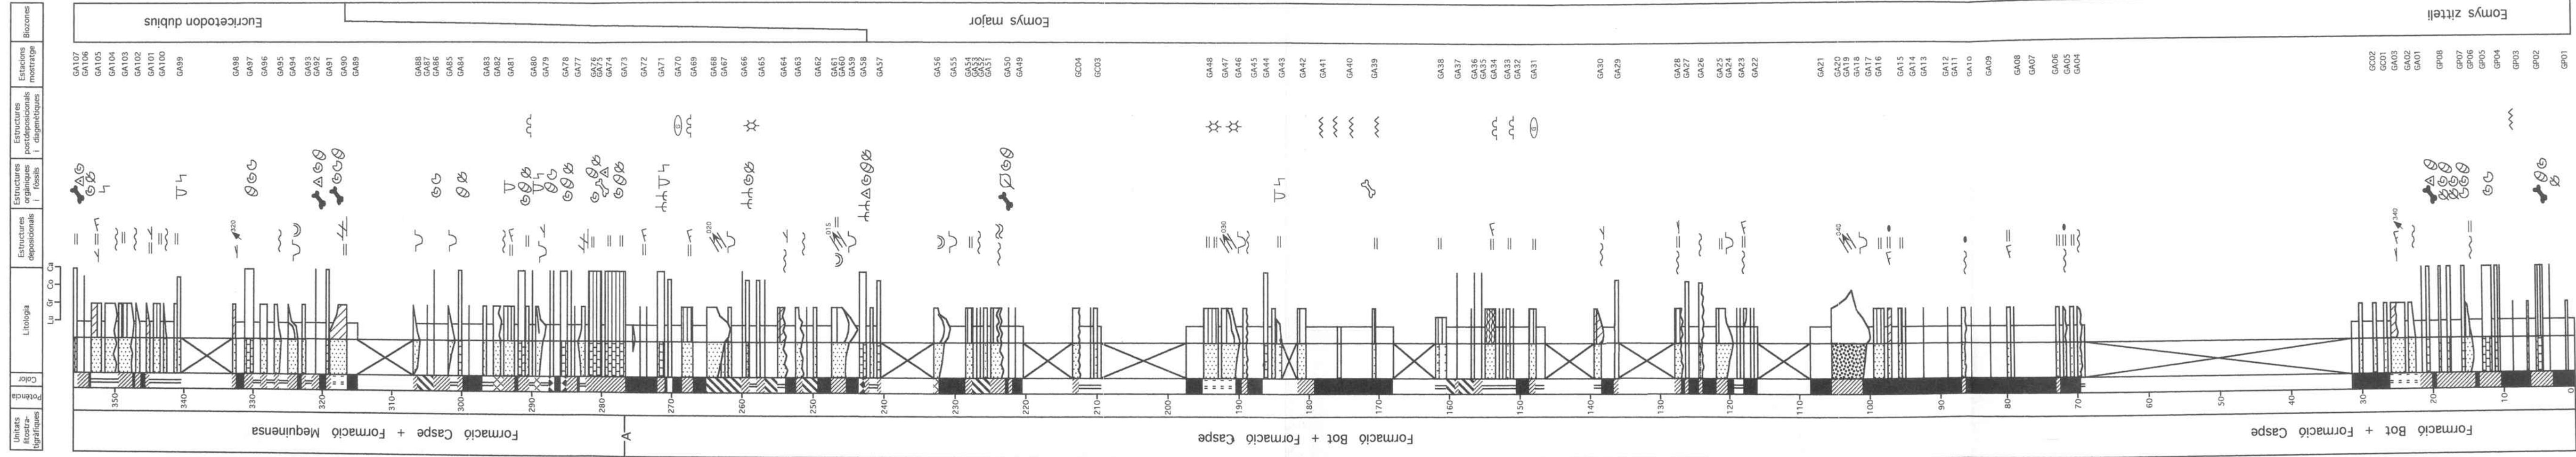 Biozones
Eucricetodon dubius
Eomys major
Eomys zitteli
Estacions
mostratge
GA107
GA106
GA105
GA104
GA103
GA102
GA101
GA100
GA99
GA98
GA97
GA96
GA95
GA94
GA93
GA92
GA91
GA90
GA89
GA88
GA87
GA86
GA85
GA84
GA83
GA82
GA81
GA80
GA79
GA78
GA77
GA76
GA75
GA74
GA73
GA72
GA71
GA70
GA69
GA68
GA67
GA66
GA65
GA64
GA63
GA62
GA61
GA60
GA59
GA58
GA57
GA56
GA55
GA54
GA53
GA52
GA51
GA50
GA49
GC04
GC03
GA48
GA47
GA46
GA45
GA44
GA43
GA42
GA41
GA40
GA39
GA38
GA37
GA36
GA35
GA34
GA33
GA32
GA31
GA30
GA29
GA28
GA27
GA26
GA25
GA24
GA23
GA22
GA21
GA20
GA19
GA18
GA17
GA16
GA15
GA14
GA13
GA12
GA11
GA10
GA09
GA08
GA07
GA06
GA05
GA04
GC02
GC01
GA03
GA02
GA01
GP08
GP07
GP06
GP05
GP04
GP03
GP02
GP01
Estructures
postdeposicionals
i diagenètiques
Estructures
orgàniques
i fòssils
Estructures
deposicionals
320
020
015
030
040
340
Litologia
Ca
Co
Gr
Lu
Color
Potència
350
340
330
320
310
300
290
280
270
260
250
240
230
220
210
200
190
180
170
160
150
140
130
120
110
100
90
80
70
60
50
40
30
20
10
0
Unitats
litostra-
tigràfiques
Formació Caspe + Formació Mequinensa
A
Formació Bot + Formació Caspe
Formació Bot + Formació Caspe